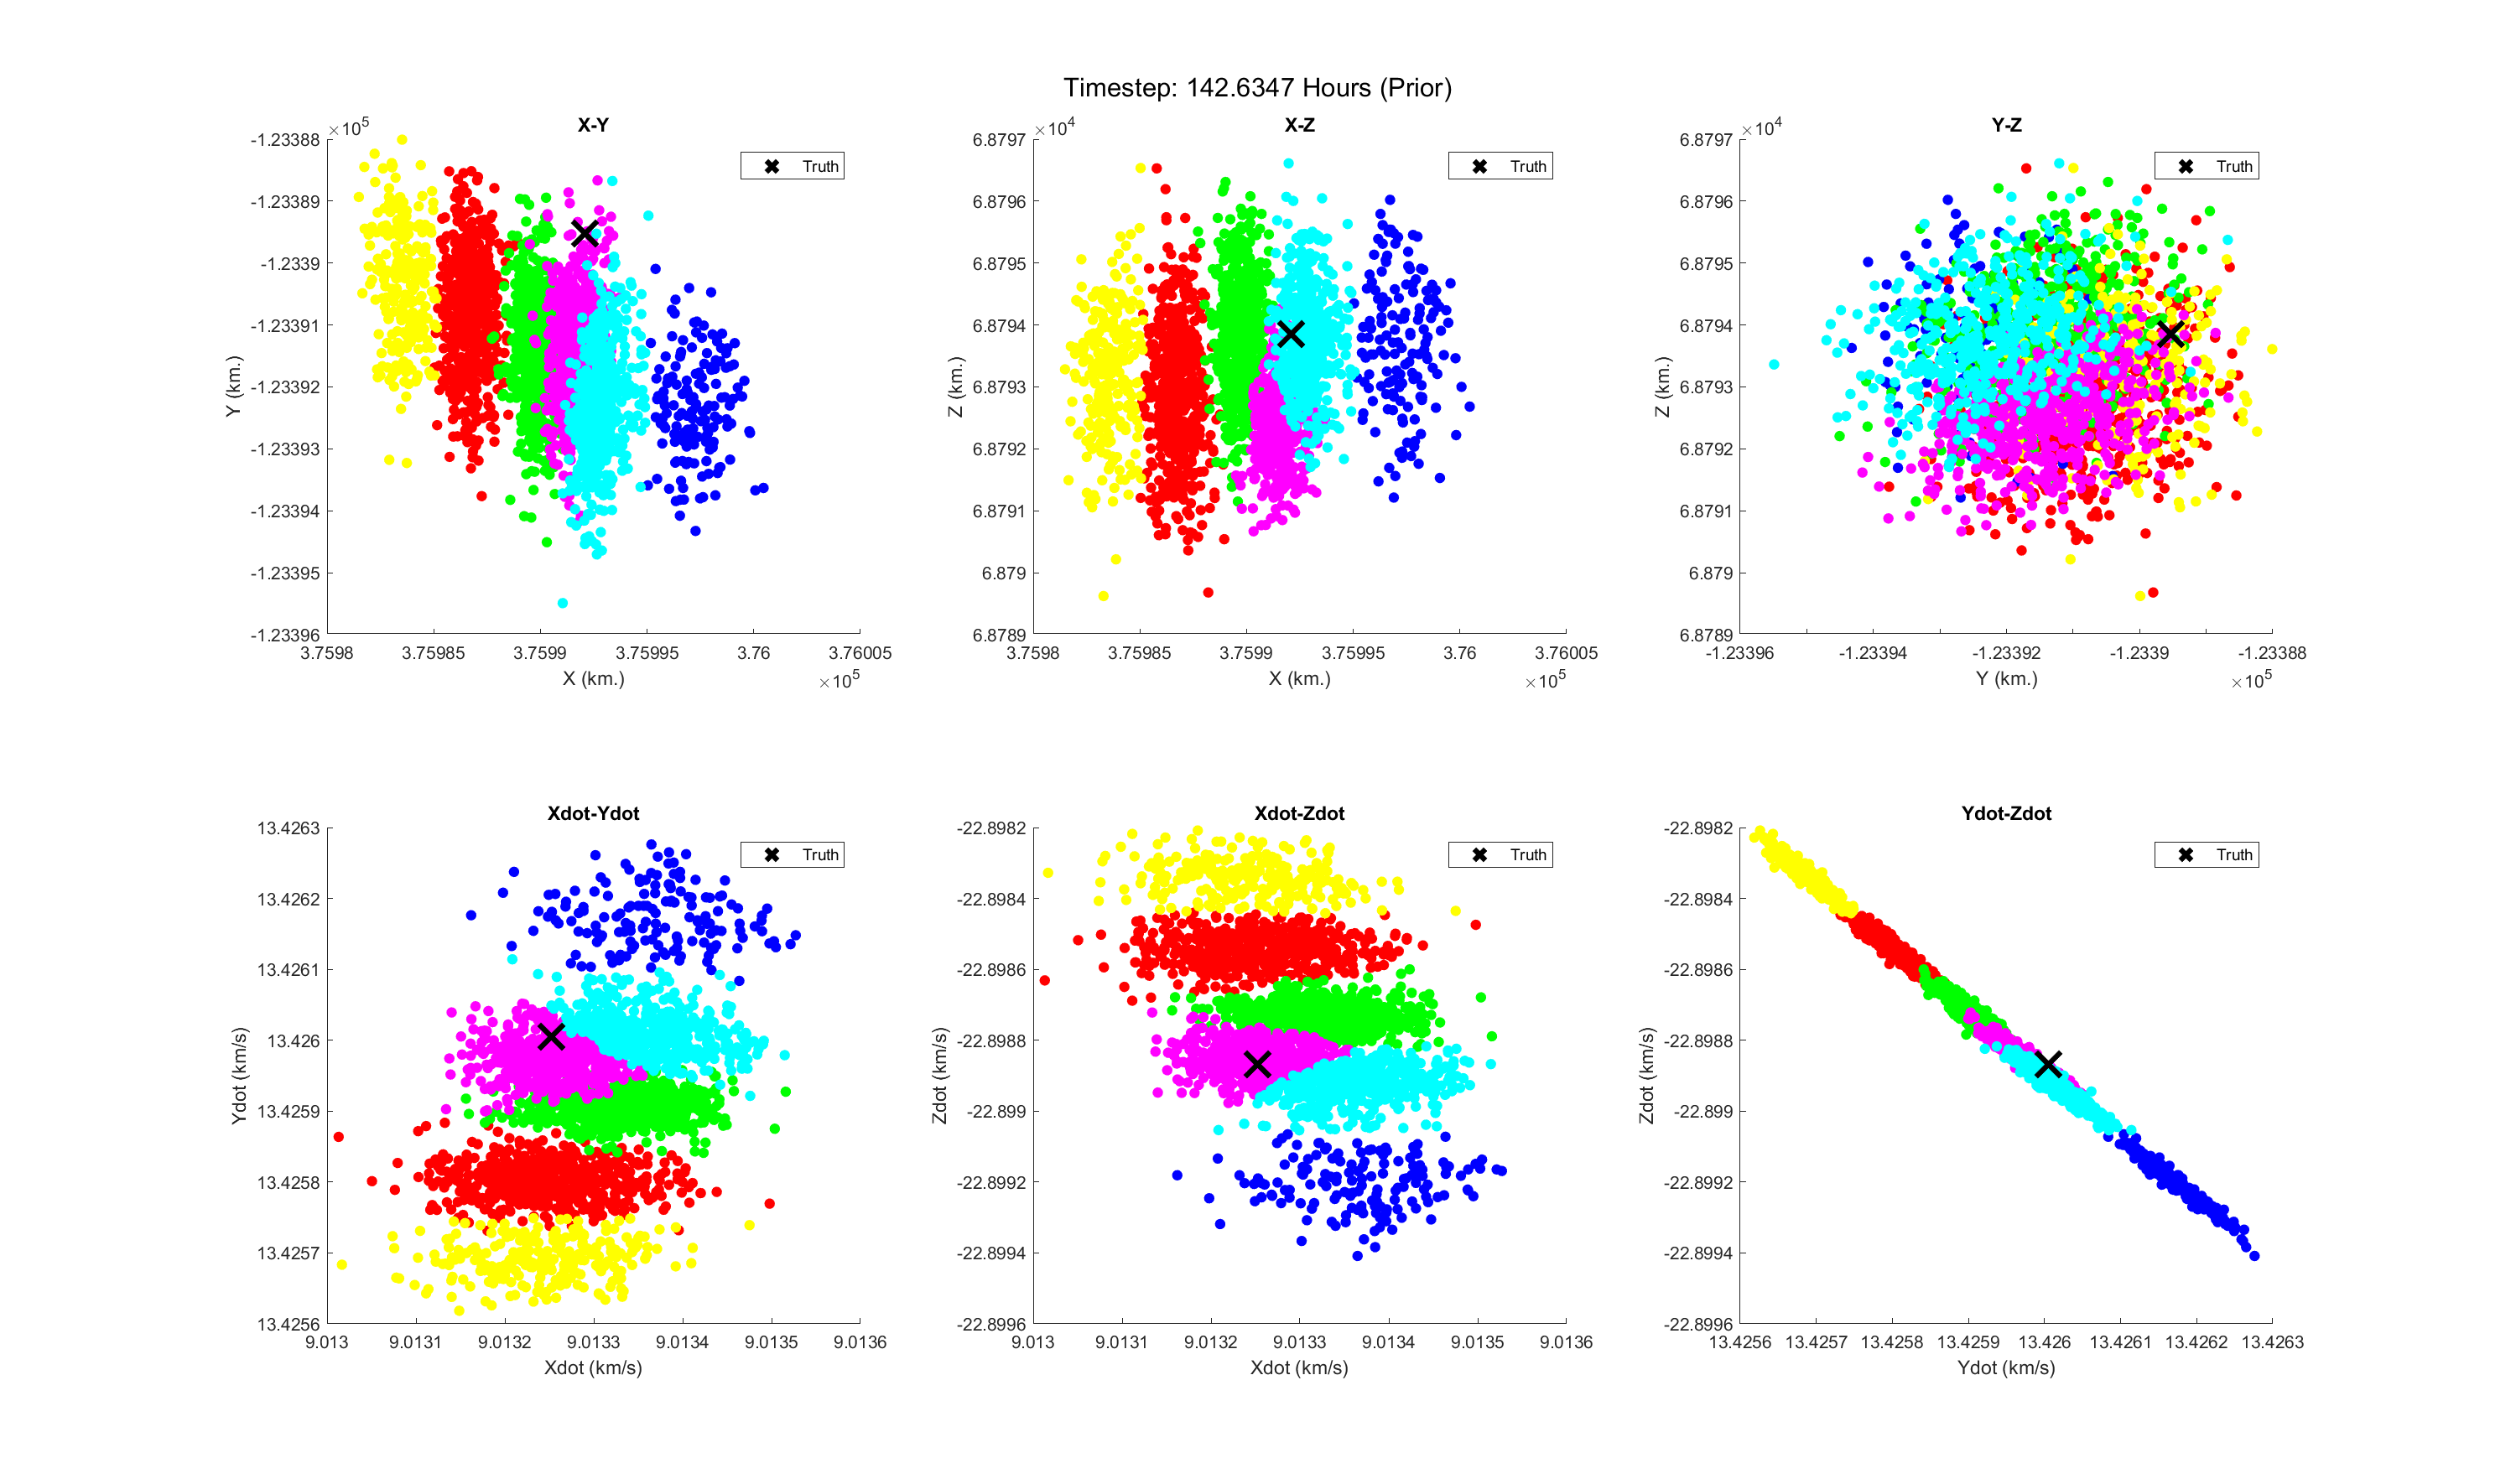 Timestep: 142.6347 Hours (Prior)
X-Y
×10^5
-1.23388
-1.23389
-1.2339
-1.23391
-1.23392
-1.23393
-1.23394
-1.23395
-1.23396
Y (km.)
3.7598 3.75985 3.7599 3.75995 3.76 3.76005
X (km.)
×10^5
Truth
X-Z
×10^4
6.8797
6.8796
6.8795
6.8794
6.8793
6.8792
6.8791
6.879
6.8789
Z (km.)
3.7598 3.75985 3.7599 3.75995 3.76 3.76005
X (km.)
×10^5
Truth
Y-Z
×10^4
6.8797
6.8796
6.8795
6.8794
6.8793
6.8792
6.8791
6.879
6.8789
Z (km.)
-1.23396 -1.23394 -1.23392 -1.2339 -1.23388
Y (km.)
×10^5
Truth
Xdot-Ydot
13.4263
13.4262
13.4261
13.426
13.4259
13.4258
13.4257
13.4256
Ydot (km/s)
9.013 9.0131 9.0132 9.0133 9.0134 9.0135 9.0136
Xdot (km/s)
Truth
Xdot-Zdot
-22.8982
-22.8984
-22.8986
-22.8988
-22.899
-22.8992
-22.8994
-22.8996
Zdot (km/s)
9.013 9.0131 9.0132 9.0133 9.0134 9.0135 9.0136
Xdot (km/s)
Truth
Ydot-Zdot
-22.8982
-22.8984
-22.8986
-22.8988
-22.899
-22.8992
-22.8994
-22.8996
Zdot (km/s)
13.4256 13.4257 13.4258 13.4259 13.426 13.4261 13.4262 13.4263
Ydot (km/s)
Truth